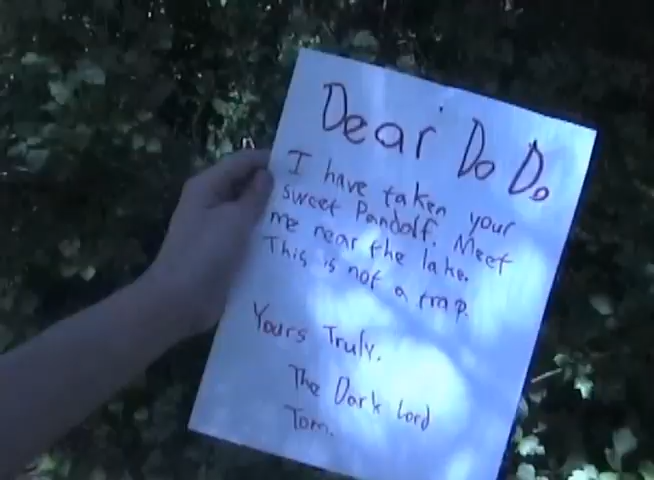 Dear Do Do
I have taken your
sweet Pandolf. Meet
me near the lake.
This is not a trap.
Yours Truly,
The Dark Lord
Tom.